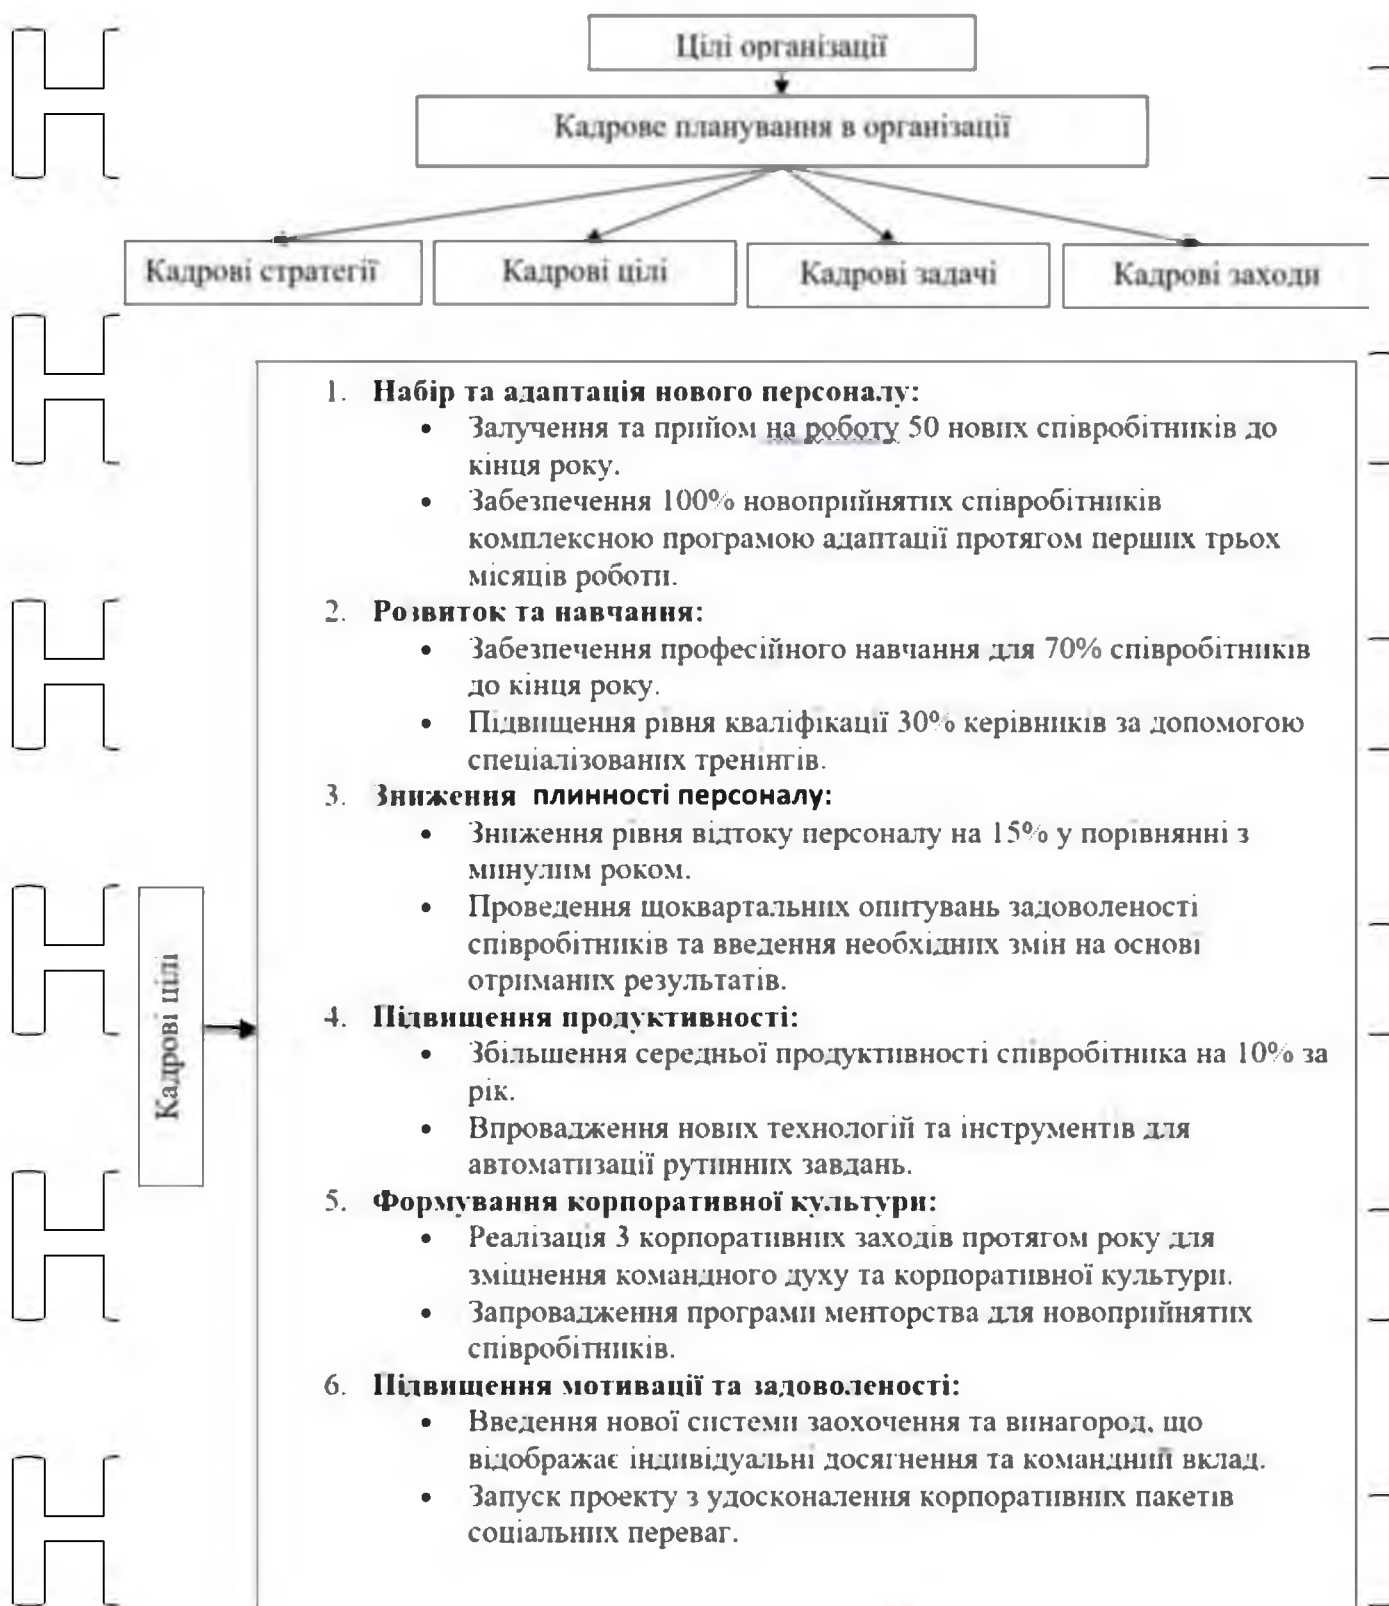 Цілі організації
Кадрове планування в організації
Кадрові стратегії
Кадрові цілі
Кадрові задачі
Кадрові заходи
Кадрові цілі
1. Набір та адаптація нового персоналу:
• Залучення та прийом на роботу 50 нових співробітників до
кінця року.
• Забезпечення 100% новоприйнятих співробітників
комплексною програмою адаптації протягом перших трьох
місяців роботи.
2. Розвиток та навчання:
• Забезпечення професійного навчання для 70% співробітників
до кінця року.
• Підвищення рівня кваліфікації 30% керівників за допомогою
спеціалізованих тренінгів.
3. Зниження плинності персоналу:
• Зниження рівня відтоку персоналу на 15% у порівнянні з
минулим роком.
• Проведення щоквартальних опитувань задоволеності
співробітників та введення необхідних змін на основі
отриманих результатів.
4. Підвищення продуктивності:
• Збільшення середньої продуктивності співробітника на 10% за
рік.
• Впровадження нових технологій та інструментів для
автоматизації рутинних завдань.
5. Формування корпоративної культури:
• Реалізація 3 корпоративних заходів протягом року для
зміцнення командного духу та корпоративної культури.
• Запровадження програми менторства для новоприйнятих
співробітників.
6. Підвищення мотивації та задоволеності:
• Введення нової системи заохочення та винагород, що
відображає індивідуальні досягнення та командний вклад.
• Запуск проекту з удосконалення корпоративних пакетів
соціальних переваг.